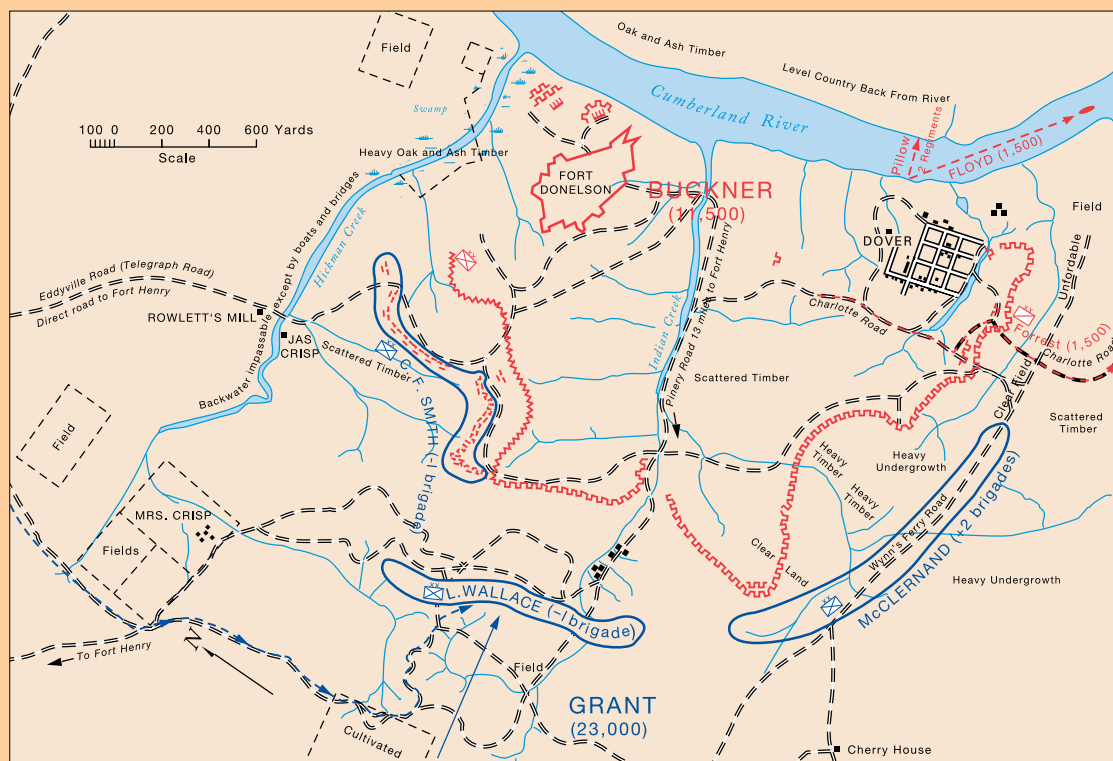 Field
Oak and Ash Timber
Level Country Back From River
Cumberland River
Swamp
100 0 200 400 600 Yards
Scale
Heavy Oak and Ash Timber
FORT
DONELSON
BUCKNER
(11,500)
Pillow
2 Regiments
FLOYD (1,500)
DOVER
Field
Unfordable
Eddyville Road (Telegraph Road)
Direct road to Fort Henry
Hickman Creek
Backwater impassable except by boats and bridges
ROWLETT'S MILL
JAS
CRISP
Scattered Timber
C. F. SMITH (-1 brigade)
Indian Creek
Pinery Road 13 miles to Fort Henry
Charlotte Road
Forrest (1,500)
Charlotte Road
Scattered Timber
Clear Field
Scattered
Timber
Field
Heavy
Timber
Heavy
Undergrowth
Heavy
Timber
MRS. CRISP
Fields
Clear Land
Wynn's Ferry Road
McCLERNAND (+2 brigades)
Heavy Undergrowth
XX
L. WALLACE (-1 brigade)
XX
XX
To Fort Henry
N
Field
GRANT
(23,000)
Cultivated
Cherry House